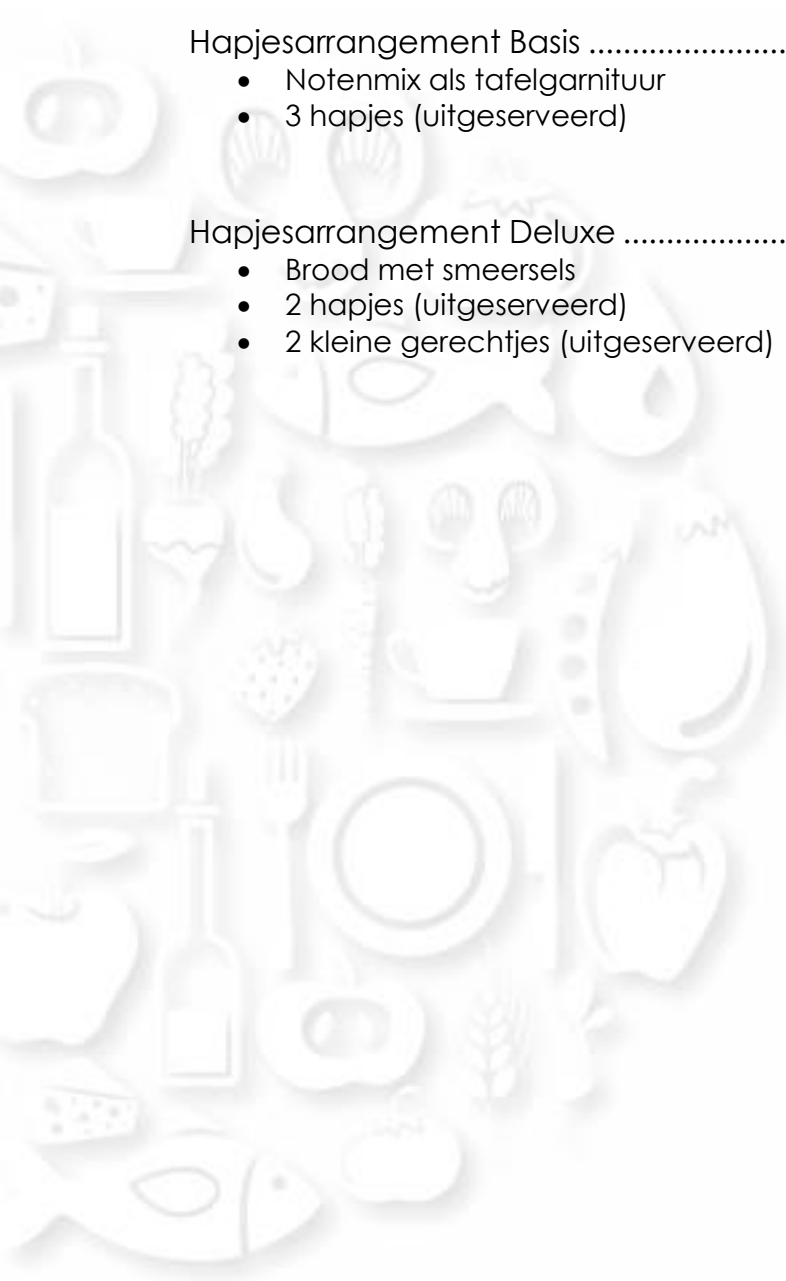 Hapjesarrangement Basis .......................
• Notenmix als tafelgarnituur
• 3 hapjes (uitgeserveerd)
Hapjesarrangement Deluxe ...................
• Brood met smeersels
• 2 hapjes (uitgeserveerd)
• 2 kleine gerechtjes (uitgeserveerd)